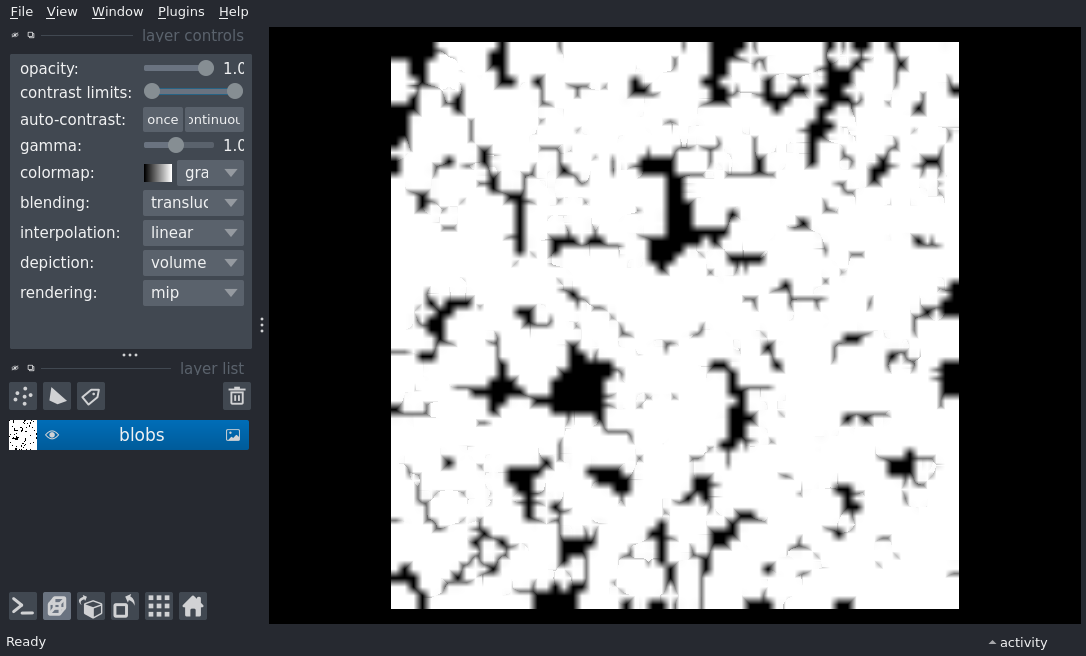 File View Window Plugins Help
layer controls
opacity: 1.0
contrast limits:
auto-contrast: once ontinuou
gamma: 1.0
colormap: gra
blending: transluc
interpolation: linear
depiction: volume
rendering: mip
layer list
blobs
Ready
activity